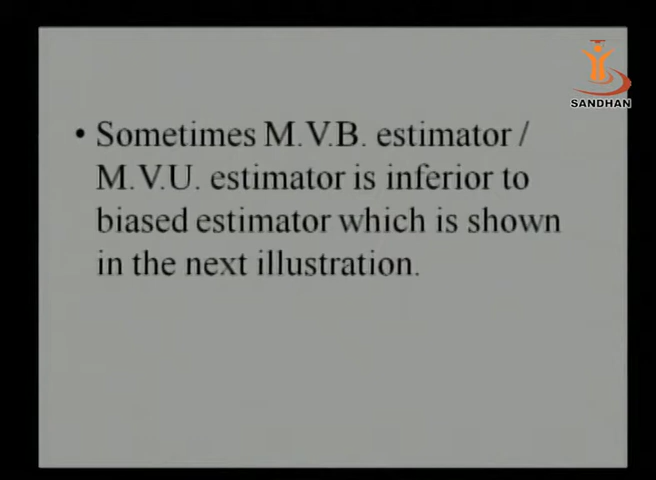 SANDHAN
• Sometimes M.V.B. estimator /
M.V.U. estimator is inferior to
biased estimator which is shown
in the next illustration.